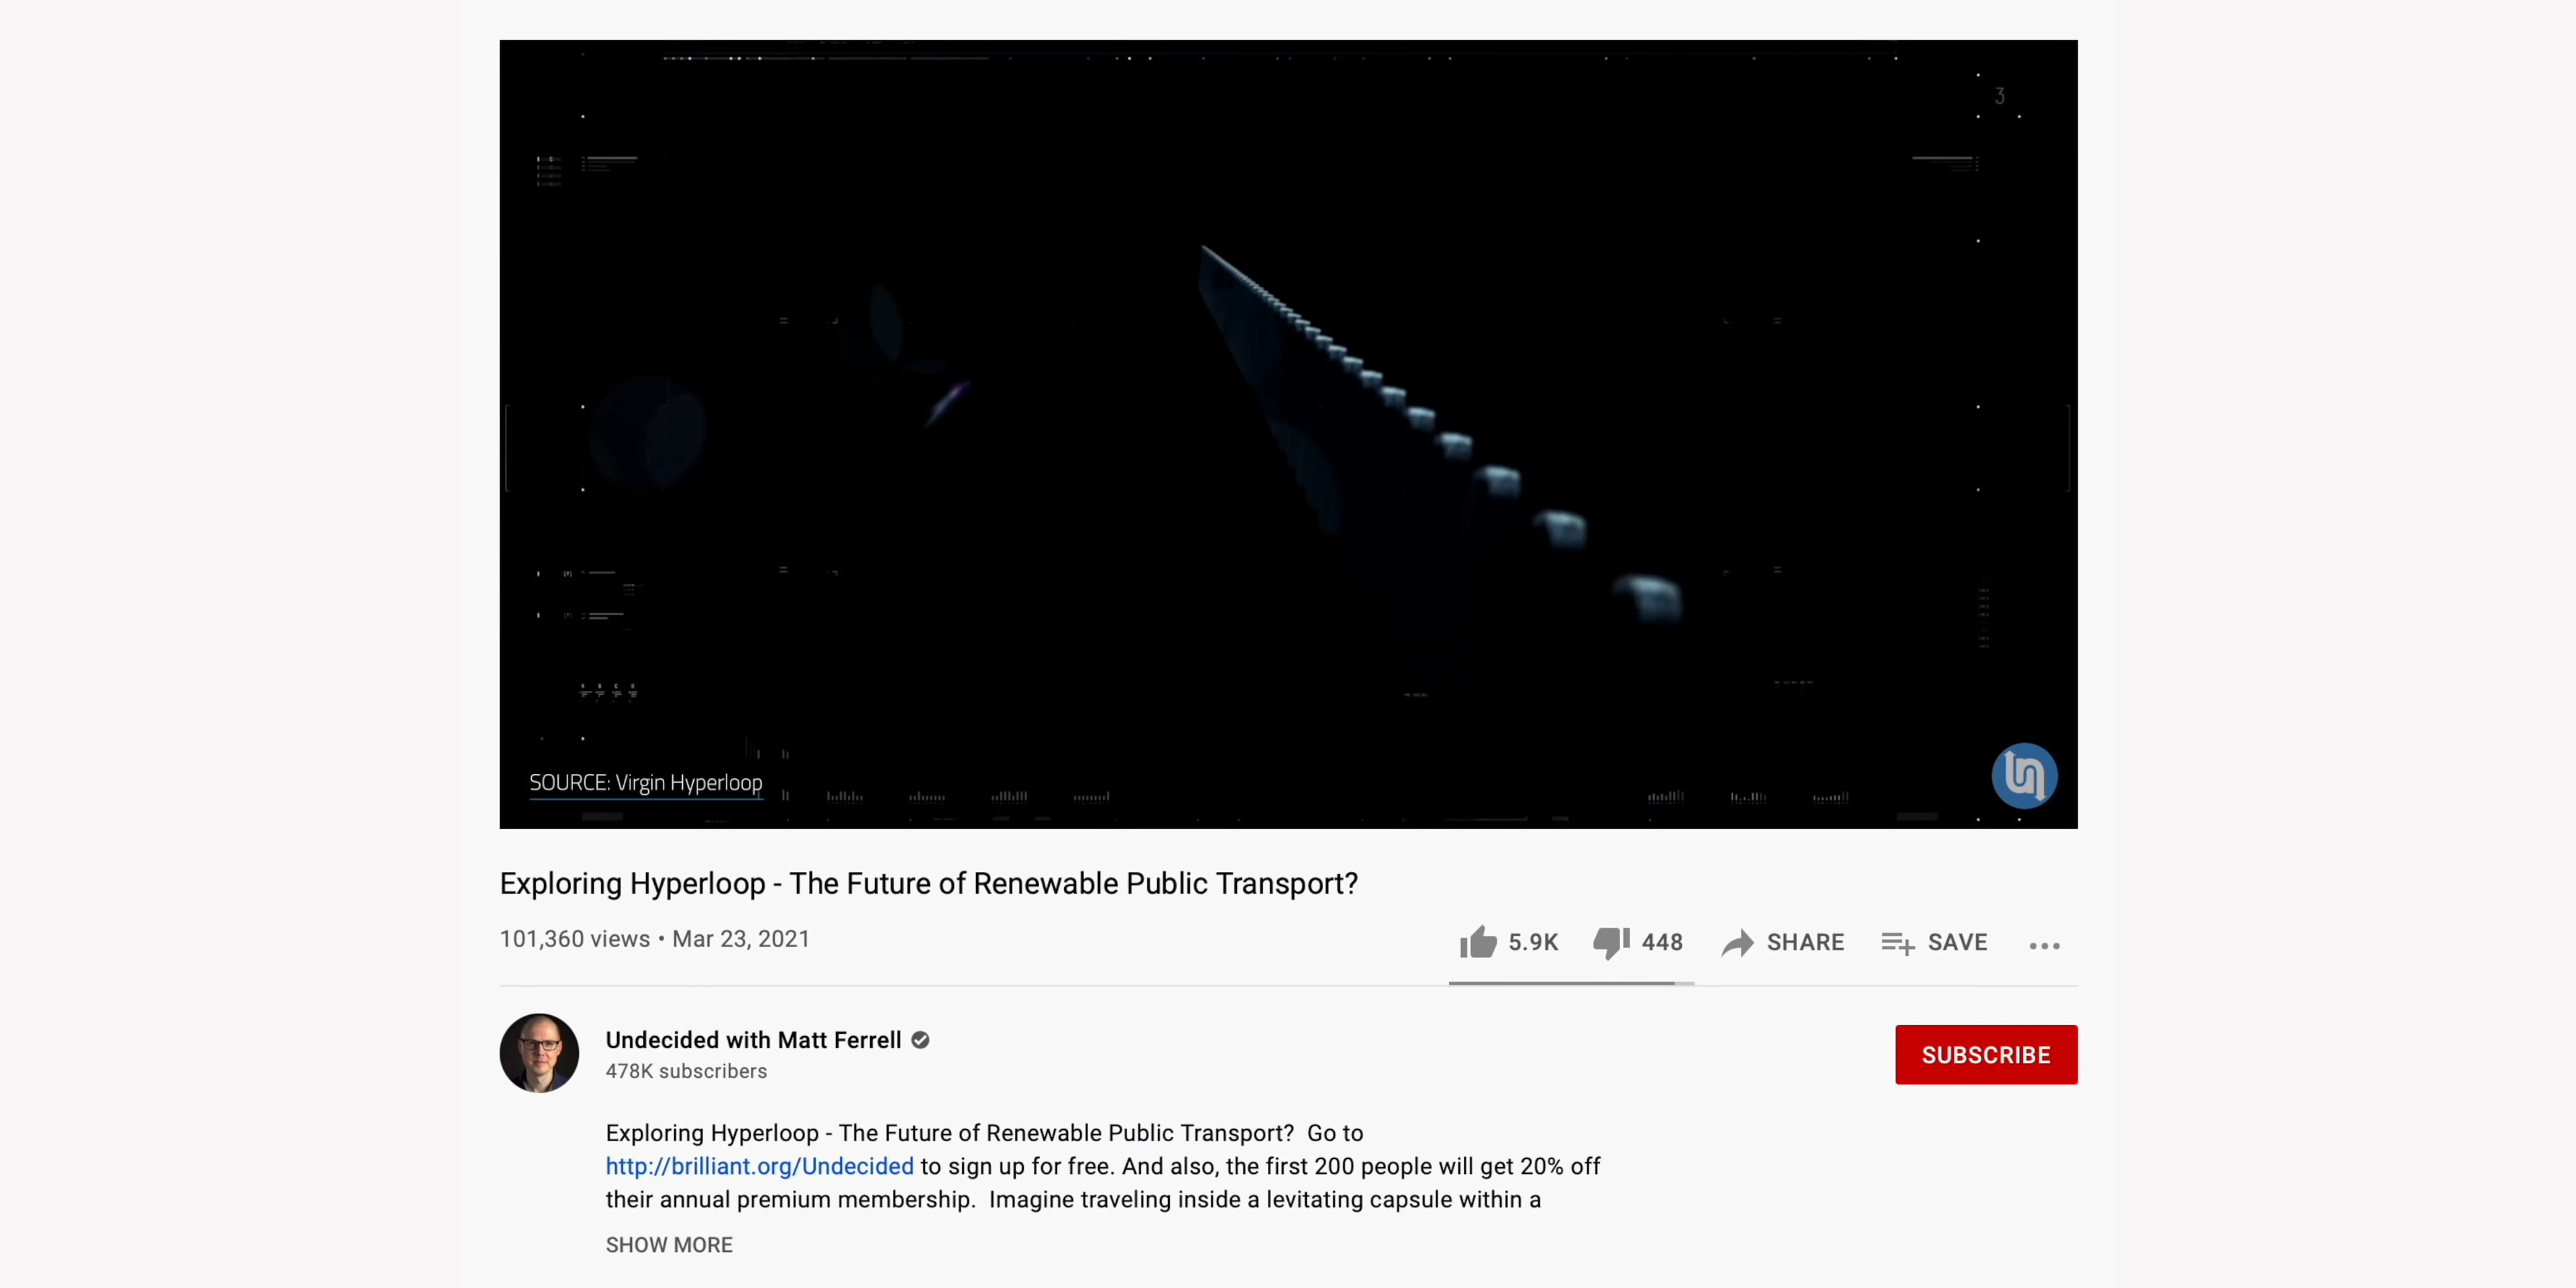 3
SOURCE: Virgin Hyperloop
Exploring Hyperloop - The Future of Renewable Public Transport?
101,360 views • Mar 23, 2021
5.9K
448
SHARE
SAVE
Undecided with Matt Ferrell
478K subscribers
SUBSCRIBE
Exploring Hyperloop - The Future of Renewable Public Transport?  Go to
http://brilliant.org/Undecided to sign up for free. And also, the first 200 people will get 20% off
their annual premium membership.  Imagine traveling inside a levitating capsule within a
SHOW MORE